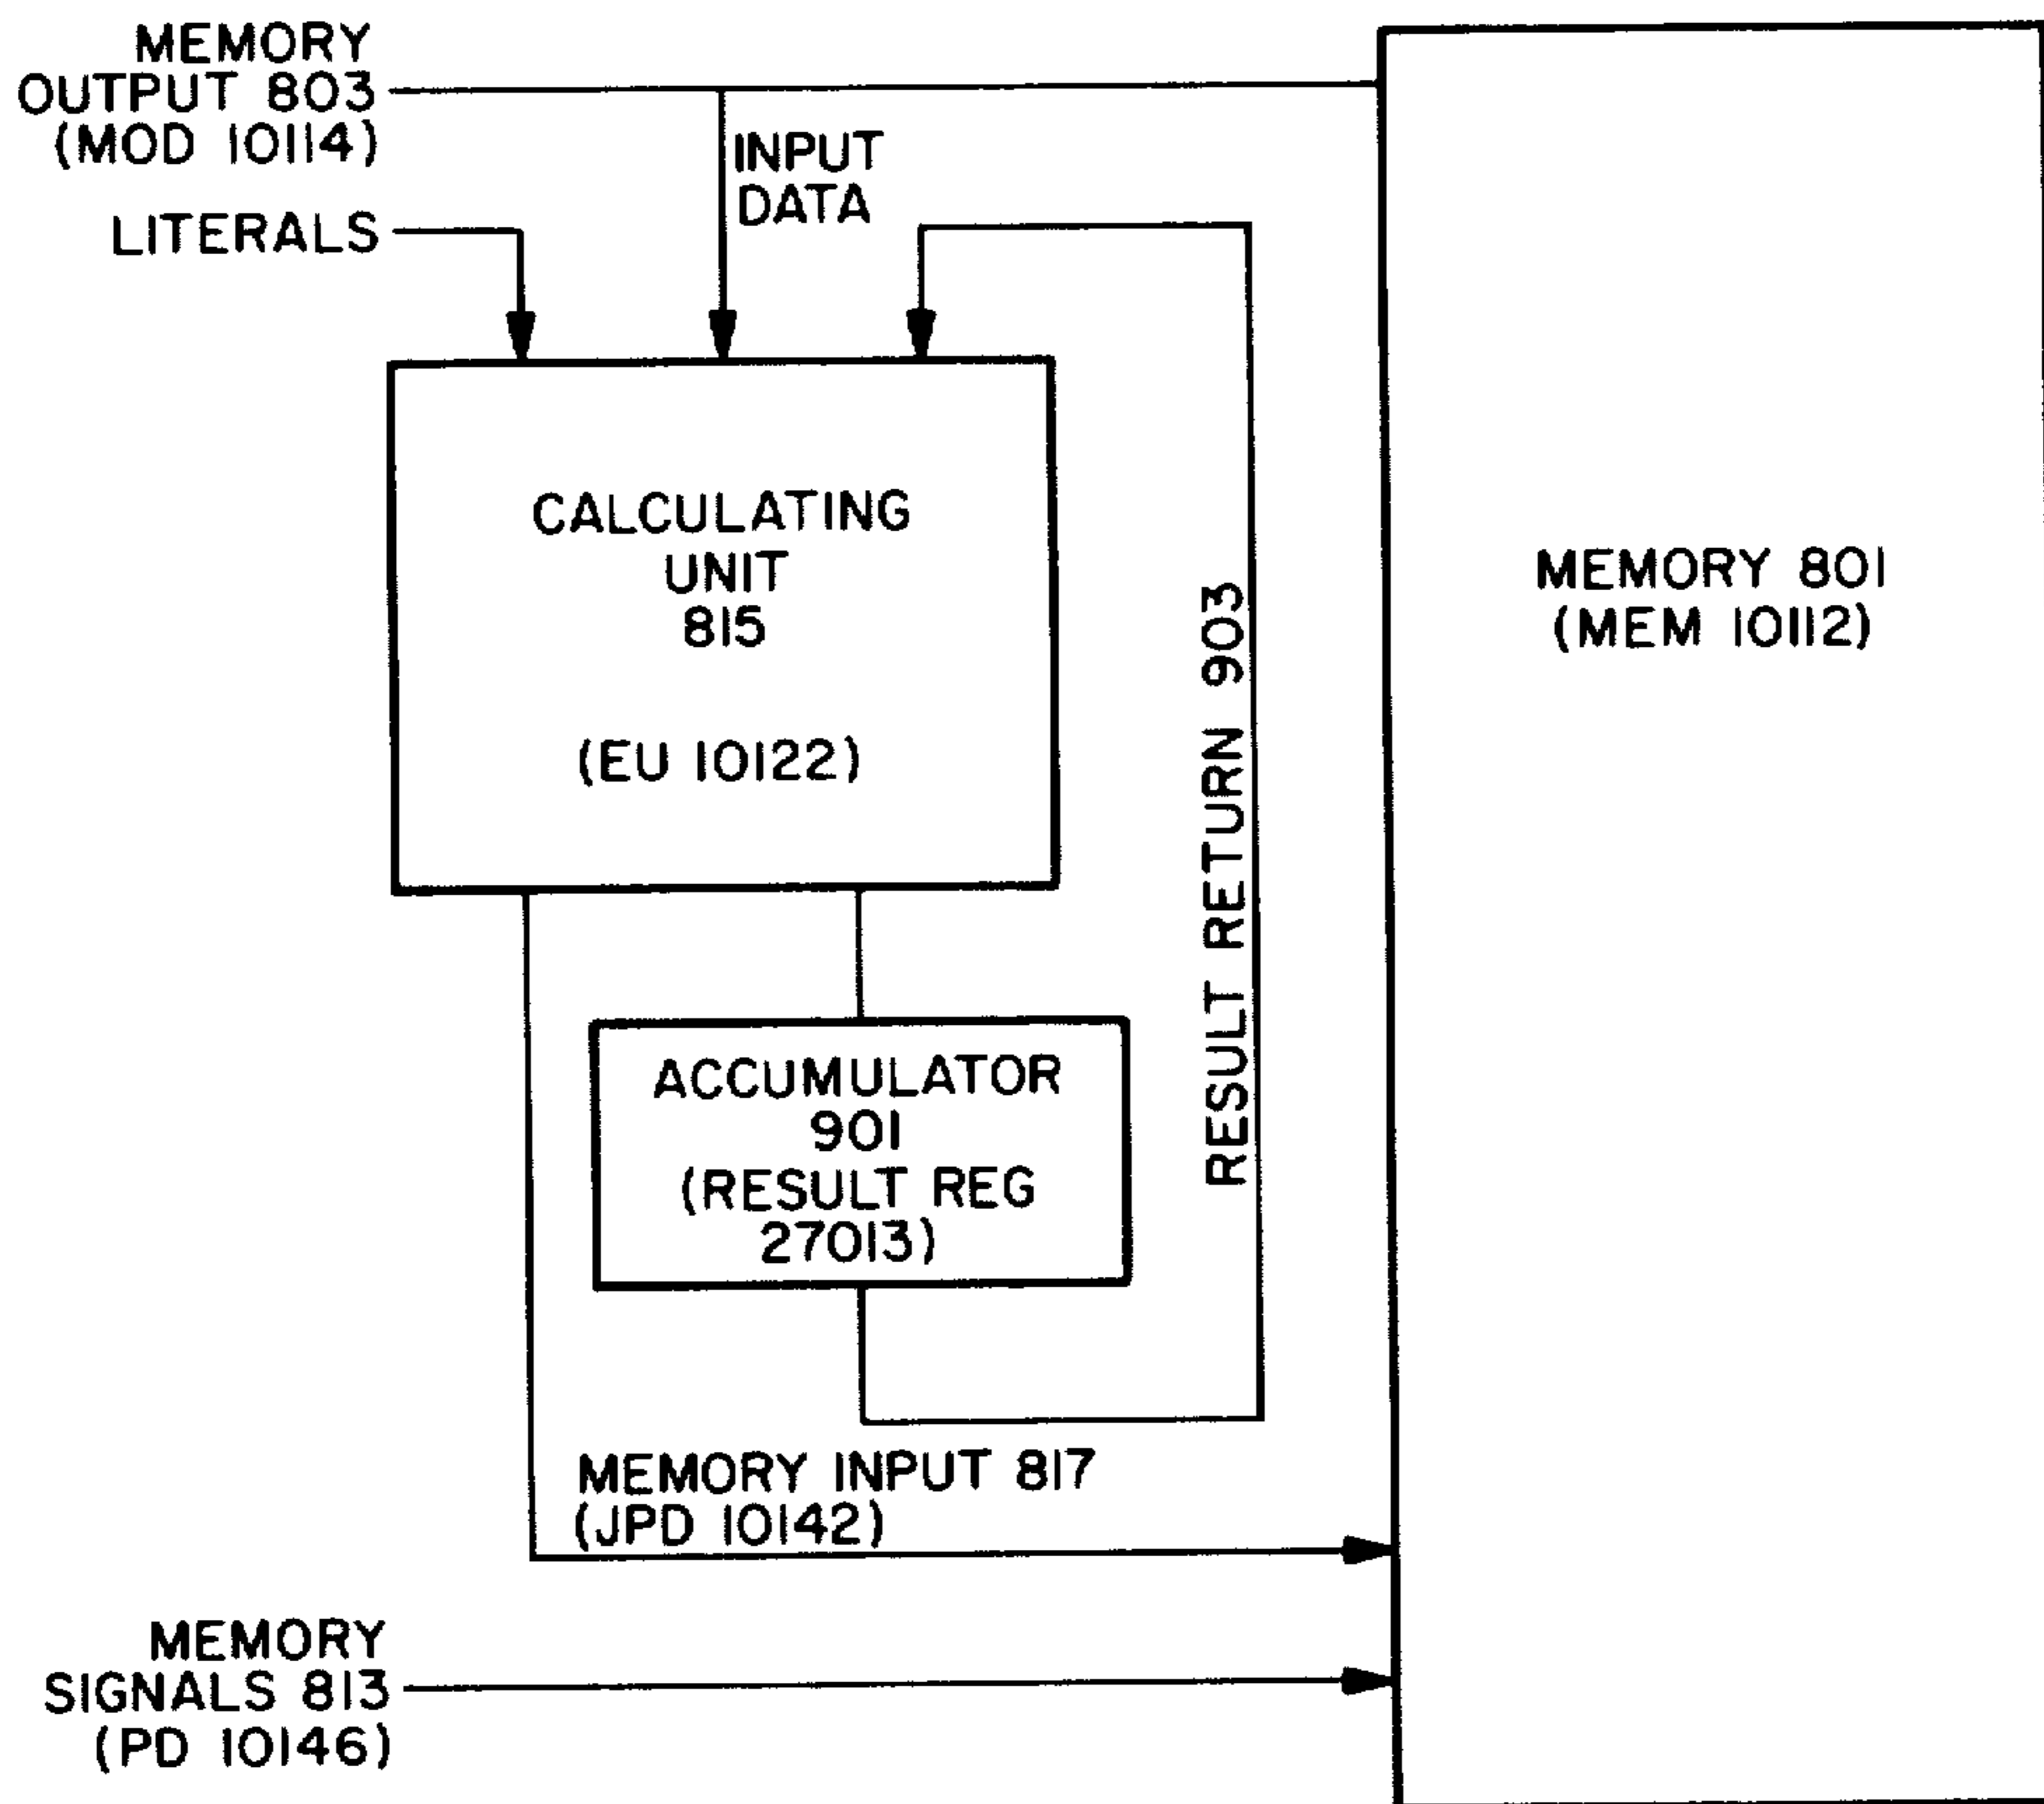 MEMORY
OUTPUT 803
(MOD 10114)
INPUT
DATA
LITERALS
CALCULATING
UNIT
815
(EU 10122)
MEMORY 801
(MEM 10112)
RESULT RETURN 903
ACCUMULATOR
901
(RESULT REG
27013)
MEMORY INPUT 817
(JPD 10142)
MEMORY
SIGNALS 813
(PD 10146)